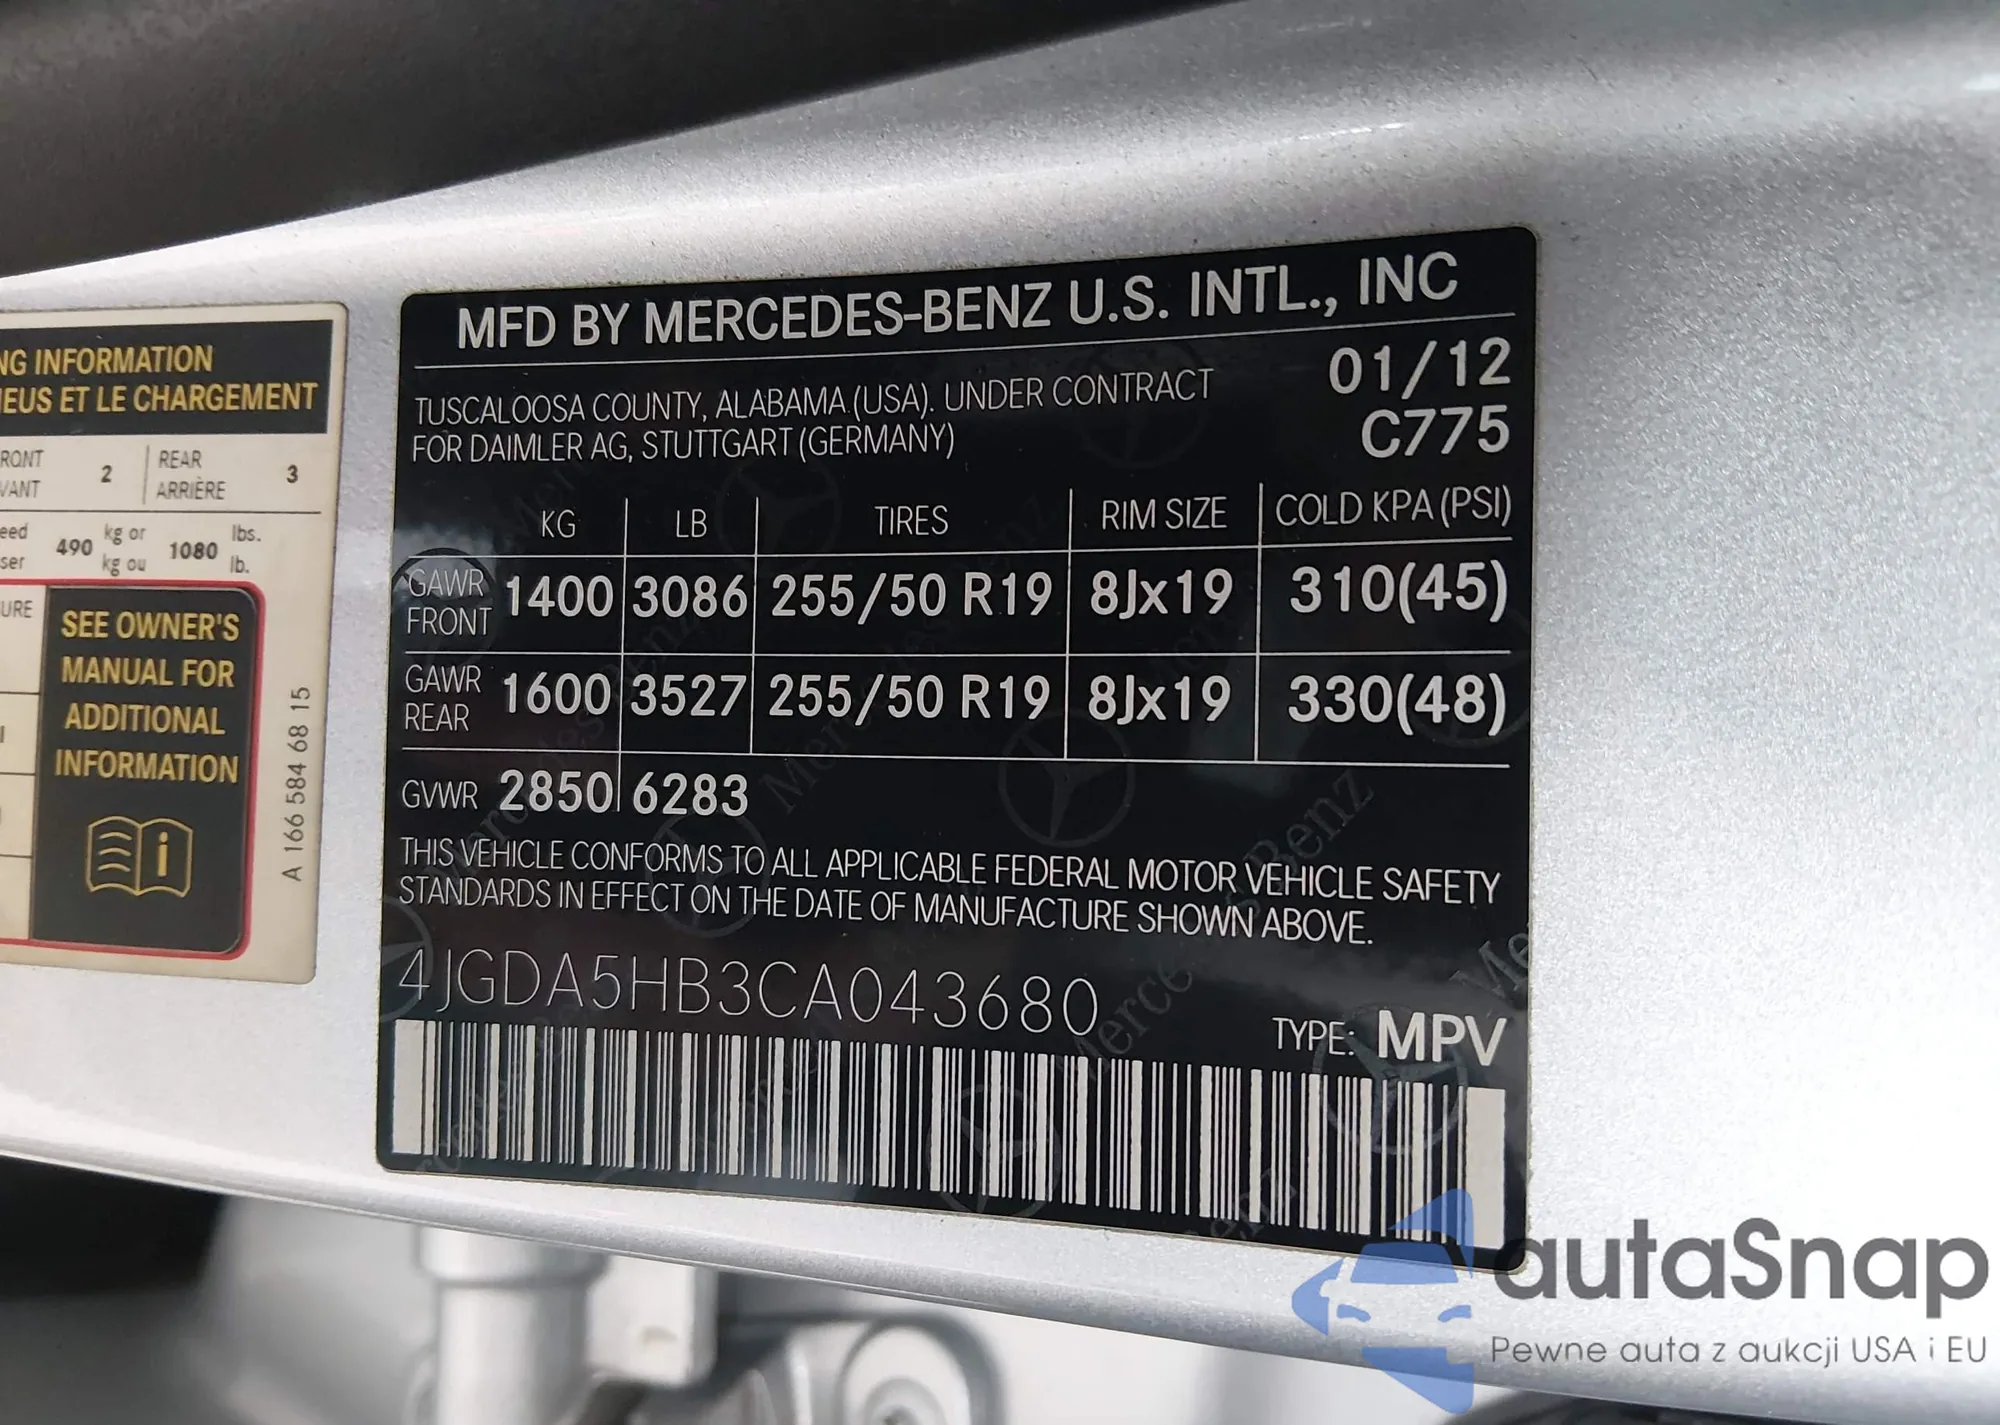 NG INFORMATION
EUS ET LE CHARGEMENT
RONT
VANT
2
REAR
ARRIÈRE
3
eed
ser
490
kg or
kg ou
1080
lbs.
lb.
URE
SEE OWNER'S
MANUAL FOR
ADDITIONAL
INFORMATION
i
A 166 584 68 15
MFD BY MERCEDES-BENZ U.S. INTL., INC
TUSCALOOSA COUNTY, ALABAMA (USA). UNDER CONTRACT
FOR DAIMLER AG, STUTTGART (GERMANY)
01/12
C775
KG LB TIRES RIM SIZE COLD KPA (PSI)
GAWR
FRONT
1400 3086 255/50 R19 8Jx19 310(45)
GAWR
REAR
1600 3527 255/50 R19 8Jx19 330(48)
GVWR 2850 6283
THIS VEHICLE CONFORMS TO ALL APPLICABLE FEDERAL MOTOR VEHICLE SAFETY
STANDARDS IN EFFECT ON THE DATE OF MANUFACTURE SHOWN ABOVE.
4JGDA5HB3CA043680
TYPE: MPV
autaSnap
Pewne auta z aukcji USA i EU